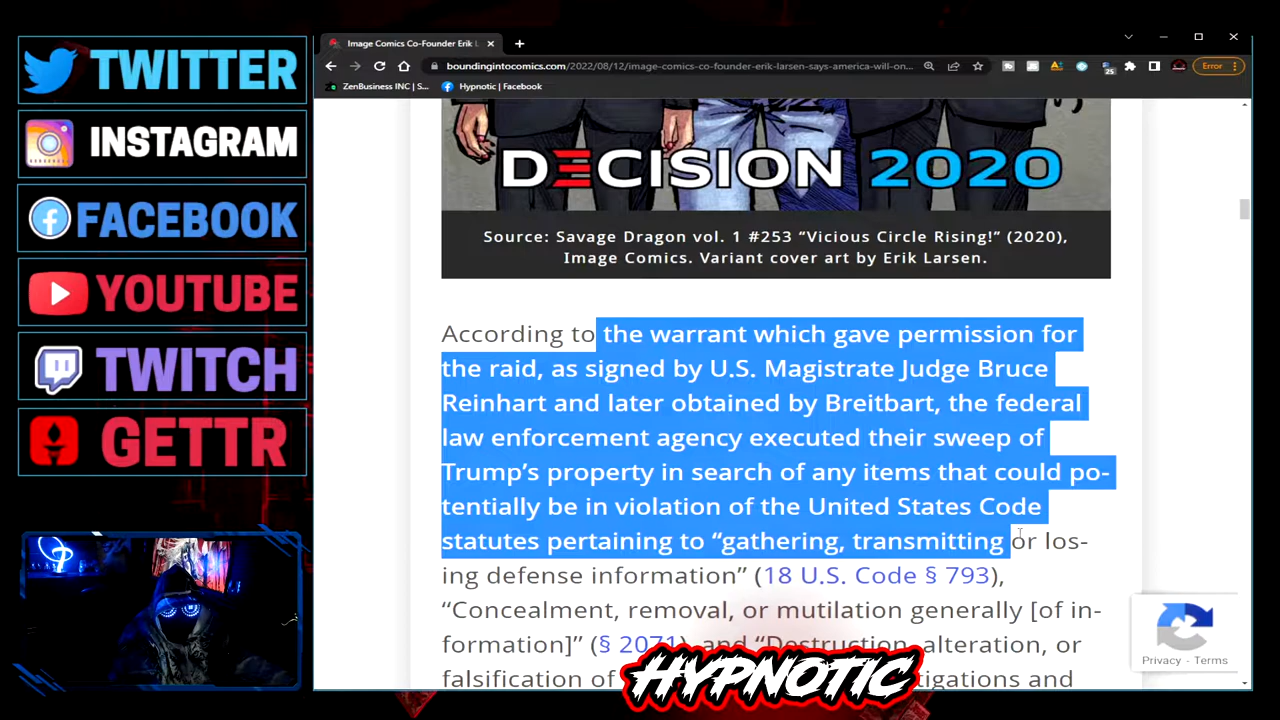 TWITTER
INSTAGRAM
FACEBOOK
YOUTUBE
TWITCH
GETTR
Image Comics Co-Founder Erik L
boundingintocomics.com/2022/08/12/image-comics-co-founder-erik-larsen-says-america-will-on...
25
Error
ZenBusiness INC | S...
Hypnotic | Facebook
DECISION 2020
Source: Savage Dragon vol. 1 #253 “Vicious Circle Rising!” (2020),
Image Comics. Variant cover art by Erik Larsen.
According to the warrant which gave permission for
the raid, as signed by U.S. Magistrate Judge Bruce
Reinhart and later obtained by Breitbart, the federal
law enforcement agency executed their sweep of
Trump’s property in search of any items that could po-
tentially be in violation of the United States Code
statutes pertaining to “gathering, transmitting or los-
ing defense information” (18 U.S. Code § 793),
“Concealment, removal, or mutilation generally [of in-
formation]” (§ 2071), and “Destruction, alteration, or
falsification of
and
Privacy - Terms
HYPNOTIC